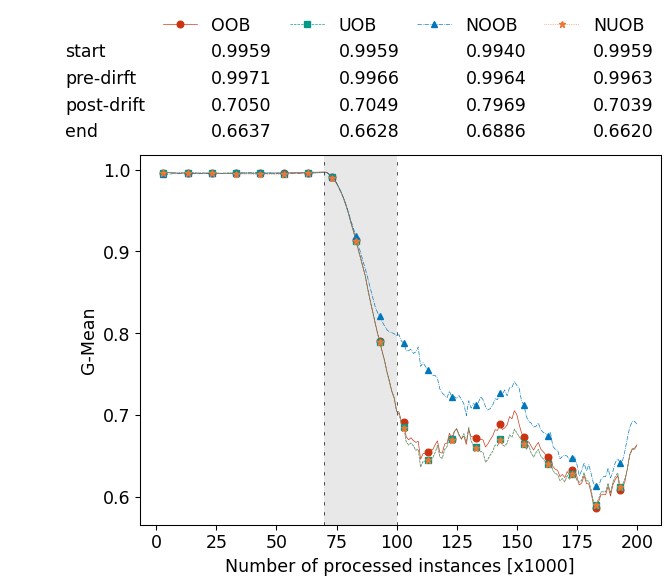 OOB UOB NOOB NUOB
start 0.9959 0.9959 0.9940 0.9959
pre-dirft 0.9971 0.9966 0.9964 0.9963
post-drift 0.7050 0.7049 0.7969 0.7039
end 0.6637 0.6628 0.6886 0.6620
1.0
0.9
0.8
0.7
0.6
G-Mean
0 25 50 75 100 125 150 175 200
Number of processed instances [x1000]